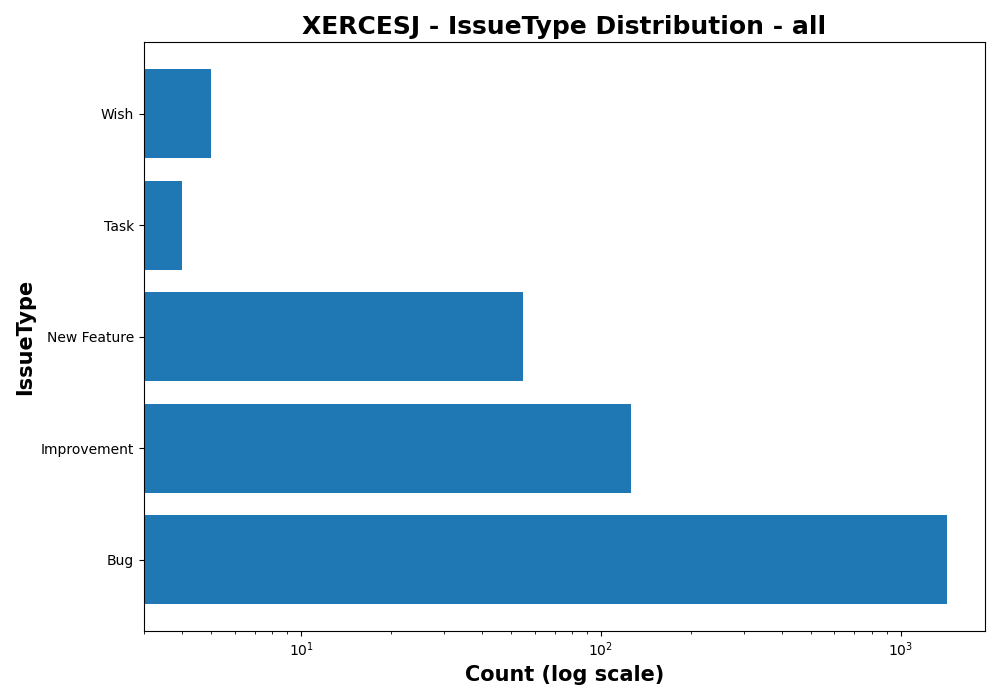 XERCESJ - IssueType Distribution - all
IssueType
Wish
Task
New Feature
Improvement
Bug
10¹ 10² 10³
Count (log scale)